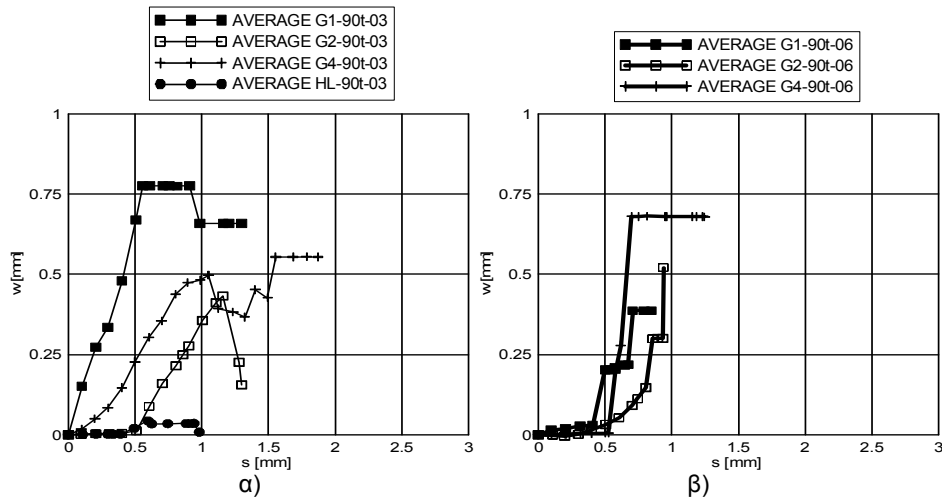 AVERAGE G1-90t-03
AVERAGE G2-90t-03
AVERAGE G4-90t-03
AVERAGE HL-90t-03
1
0.75
0.5
0.25
0
w[mm]
0 0.5 1 1.5 2 2.5 3
s [mm]
α)
AVERAGE G1-90t-06
AVERAGE G2-90t-06
AVERAGE G4-90t-06
1
0.75
0.5
0.25
0
w[mm]
0 0.5 1 1.5 2 2.5 3
s [mm]
β)